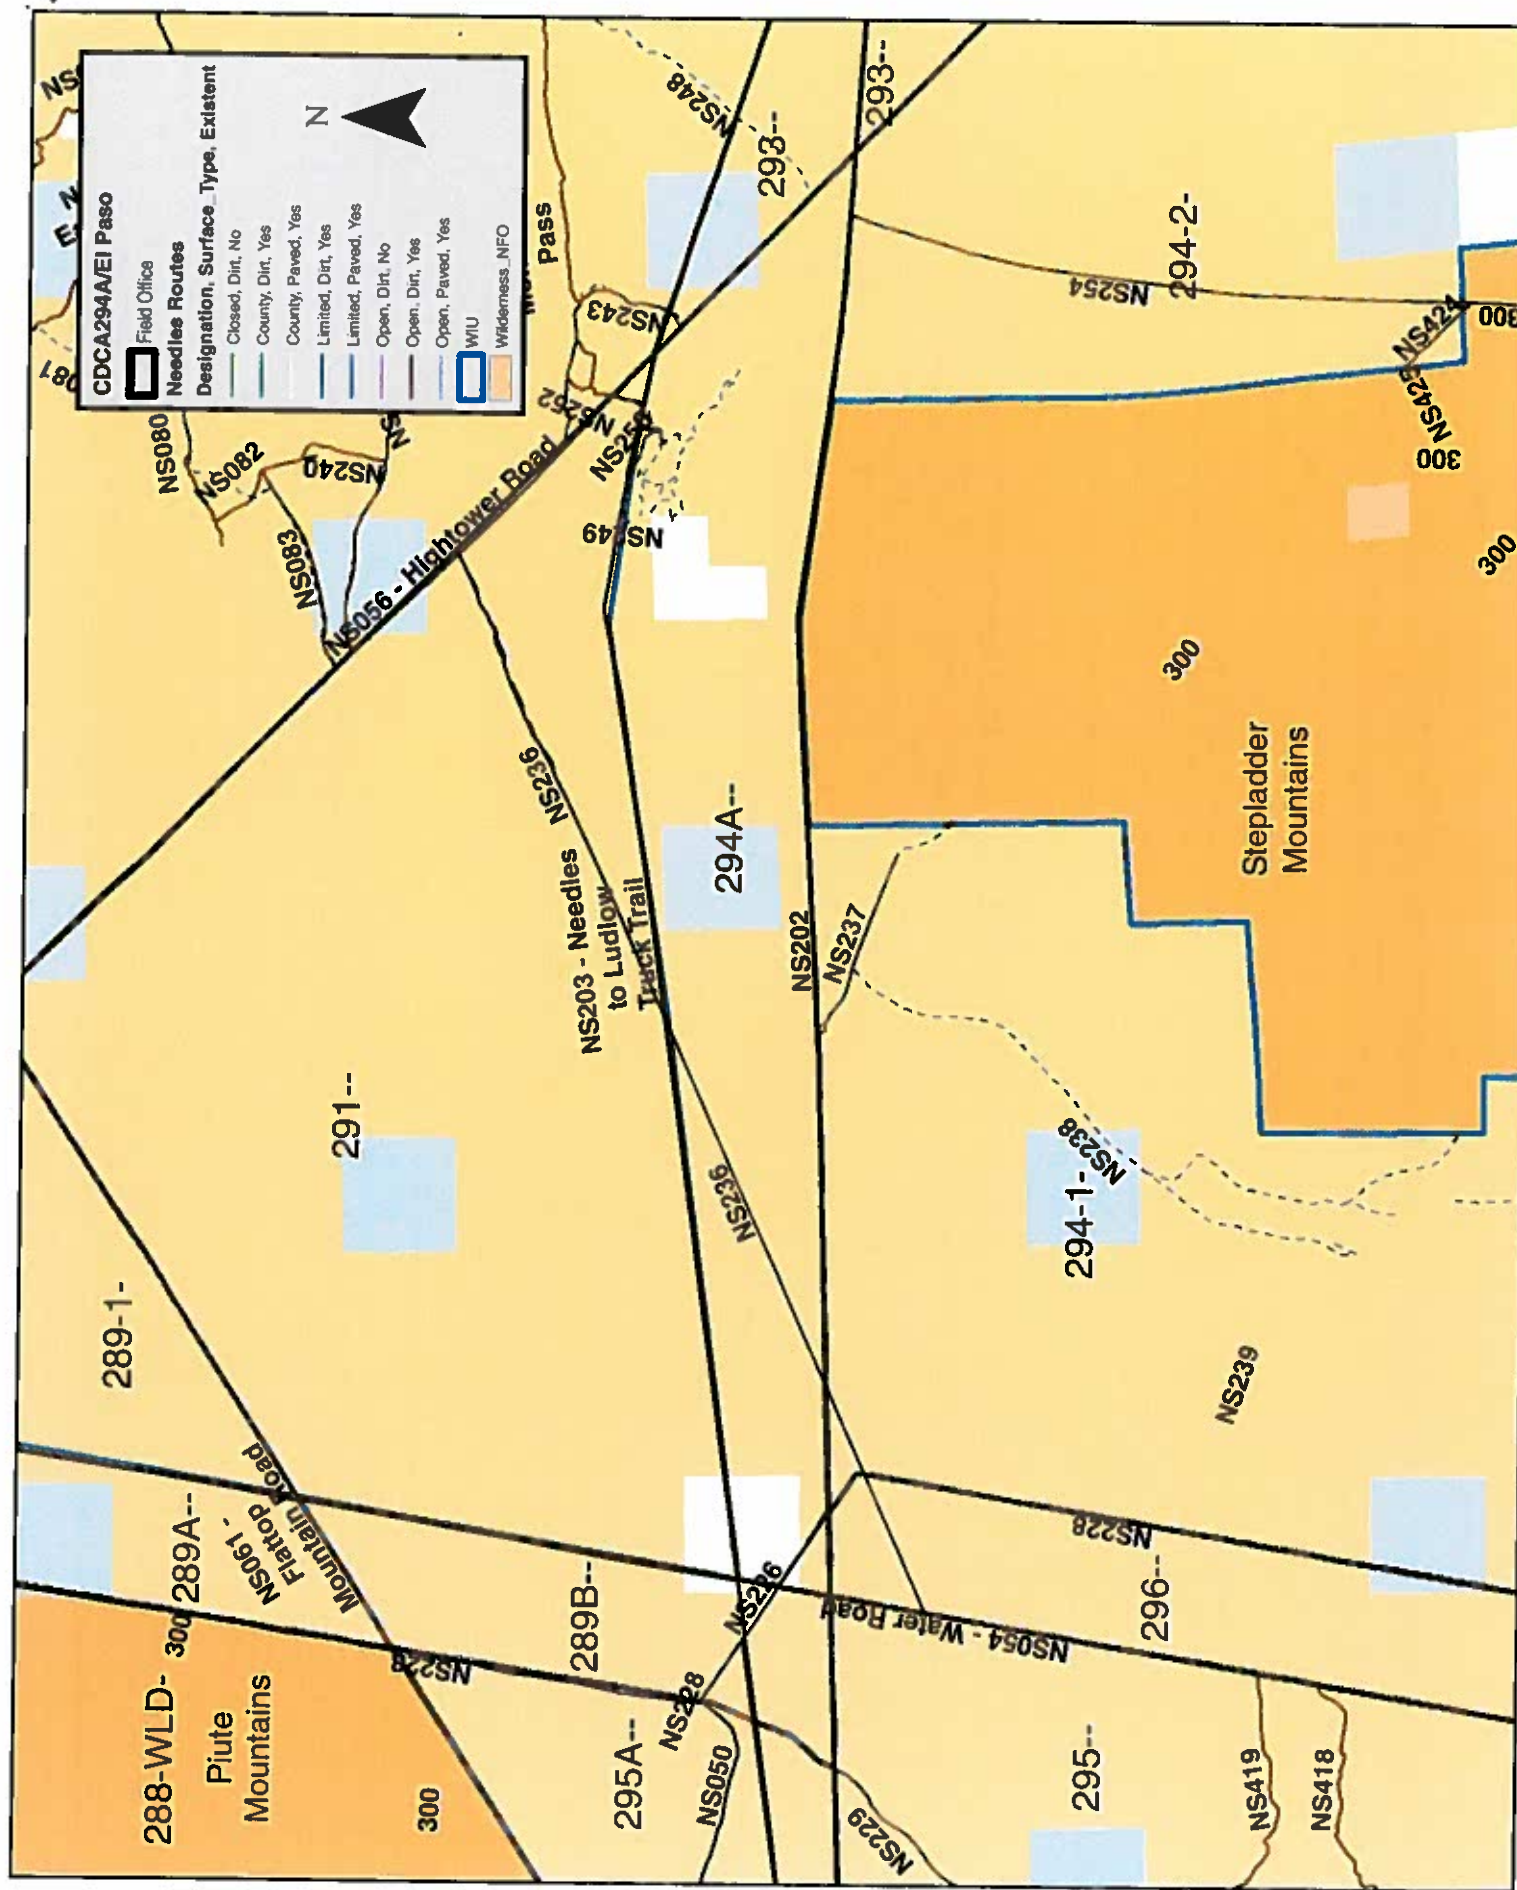 CDCA294A/El Paso
Field Office
Needles Routes
Designation, Surface_Type, Existent
Closed, Dirt, No
County, Dirt, Yes
County, Paved, Yes
Limited, Dirt, Yes
Limited, Paved, Yes
Open, Dirt, No
Open, Dirt, Yes
Open, Paved, Yes
WIU
Wilderness_NFO
N
288-WLD-
Piute
Mountains
300
300
289A--
NS061 -
Flattop
Mountain Road
289-1-
291--
NS228
289B--
295A--
NS228
NS050
NS226
NS229
NS203 - Needles
to Ludlow
Truck Trail
NS236
NS236
294A--
NS202
NS237
NS056 - Hightower Road
NS083
NS082
NS080
NS240
081
Pass
NS243
NS252
NS249
NS248
293--
293--
294-2-
NS254
NS424
NS425
300
300
300
300
Stepladder
Mountains
294-1-
NS238
NS239
NS228
296--
NS054 - Water Road
295--
NS419
NS418